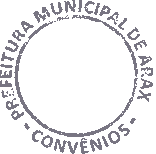 PREFEITURA MUNICIPAL DE ARAX
- CONVÊNIOS -